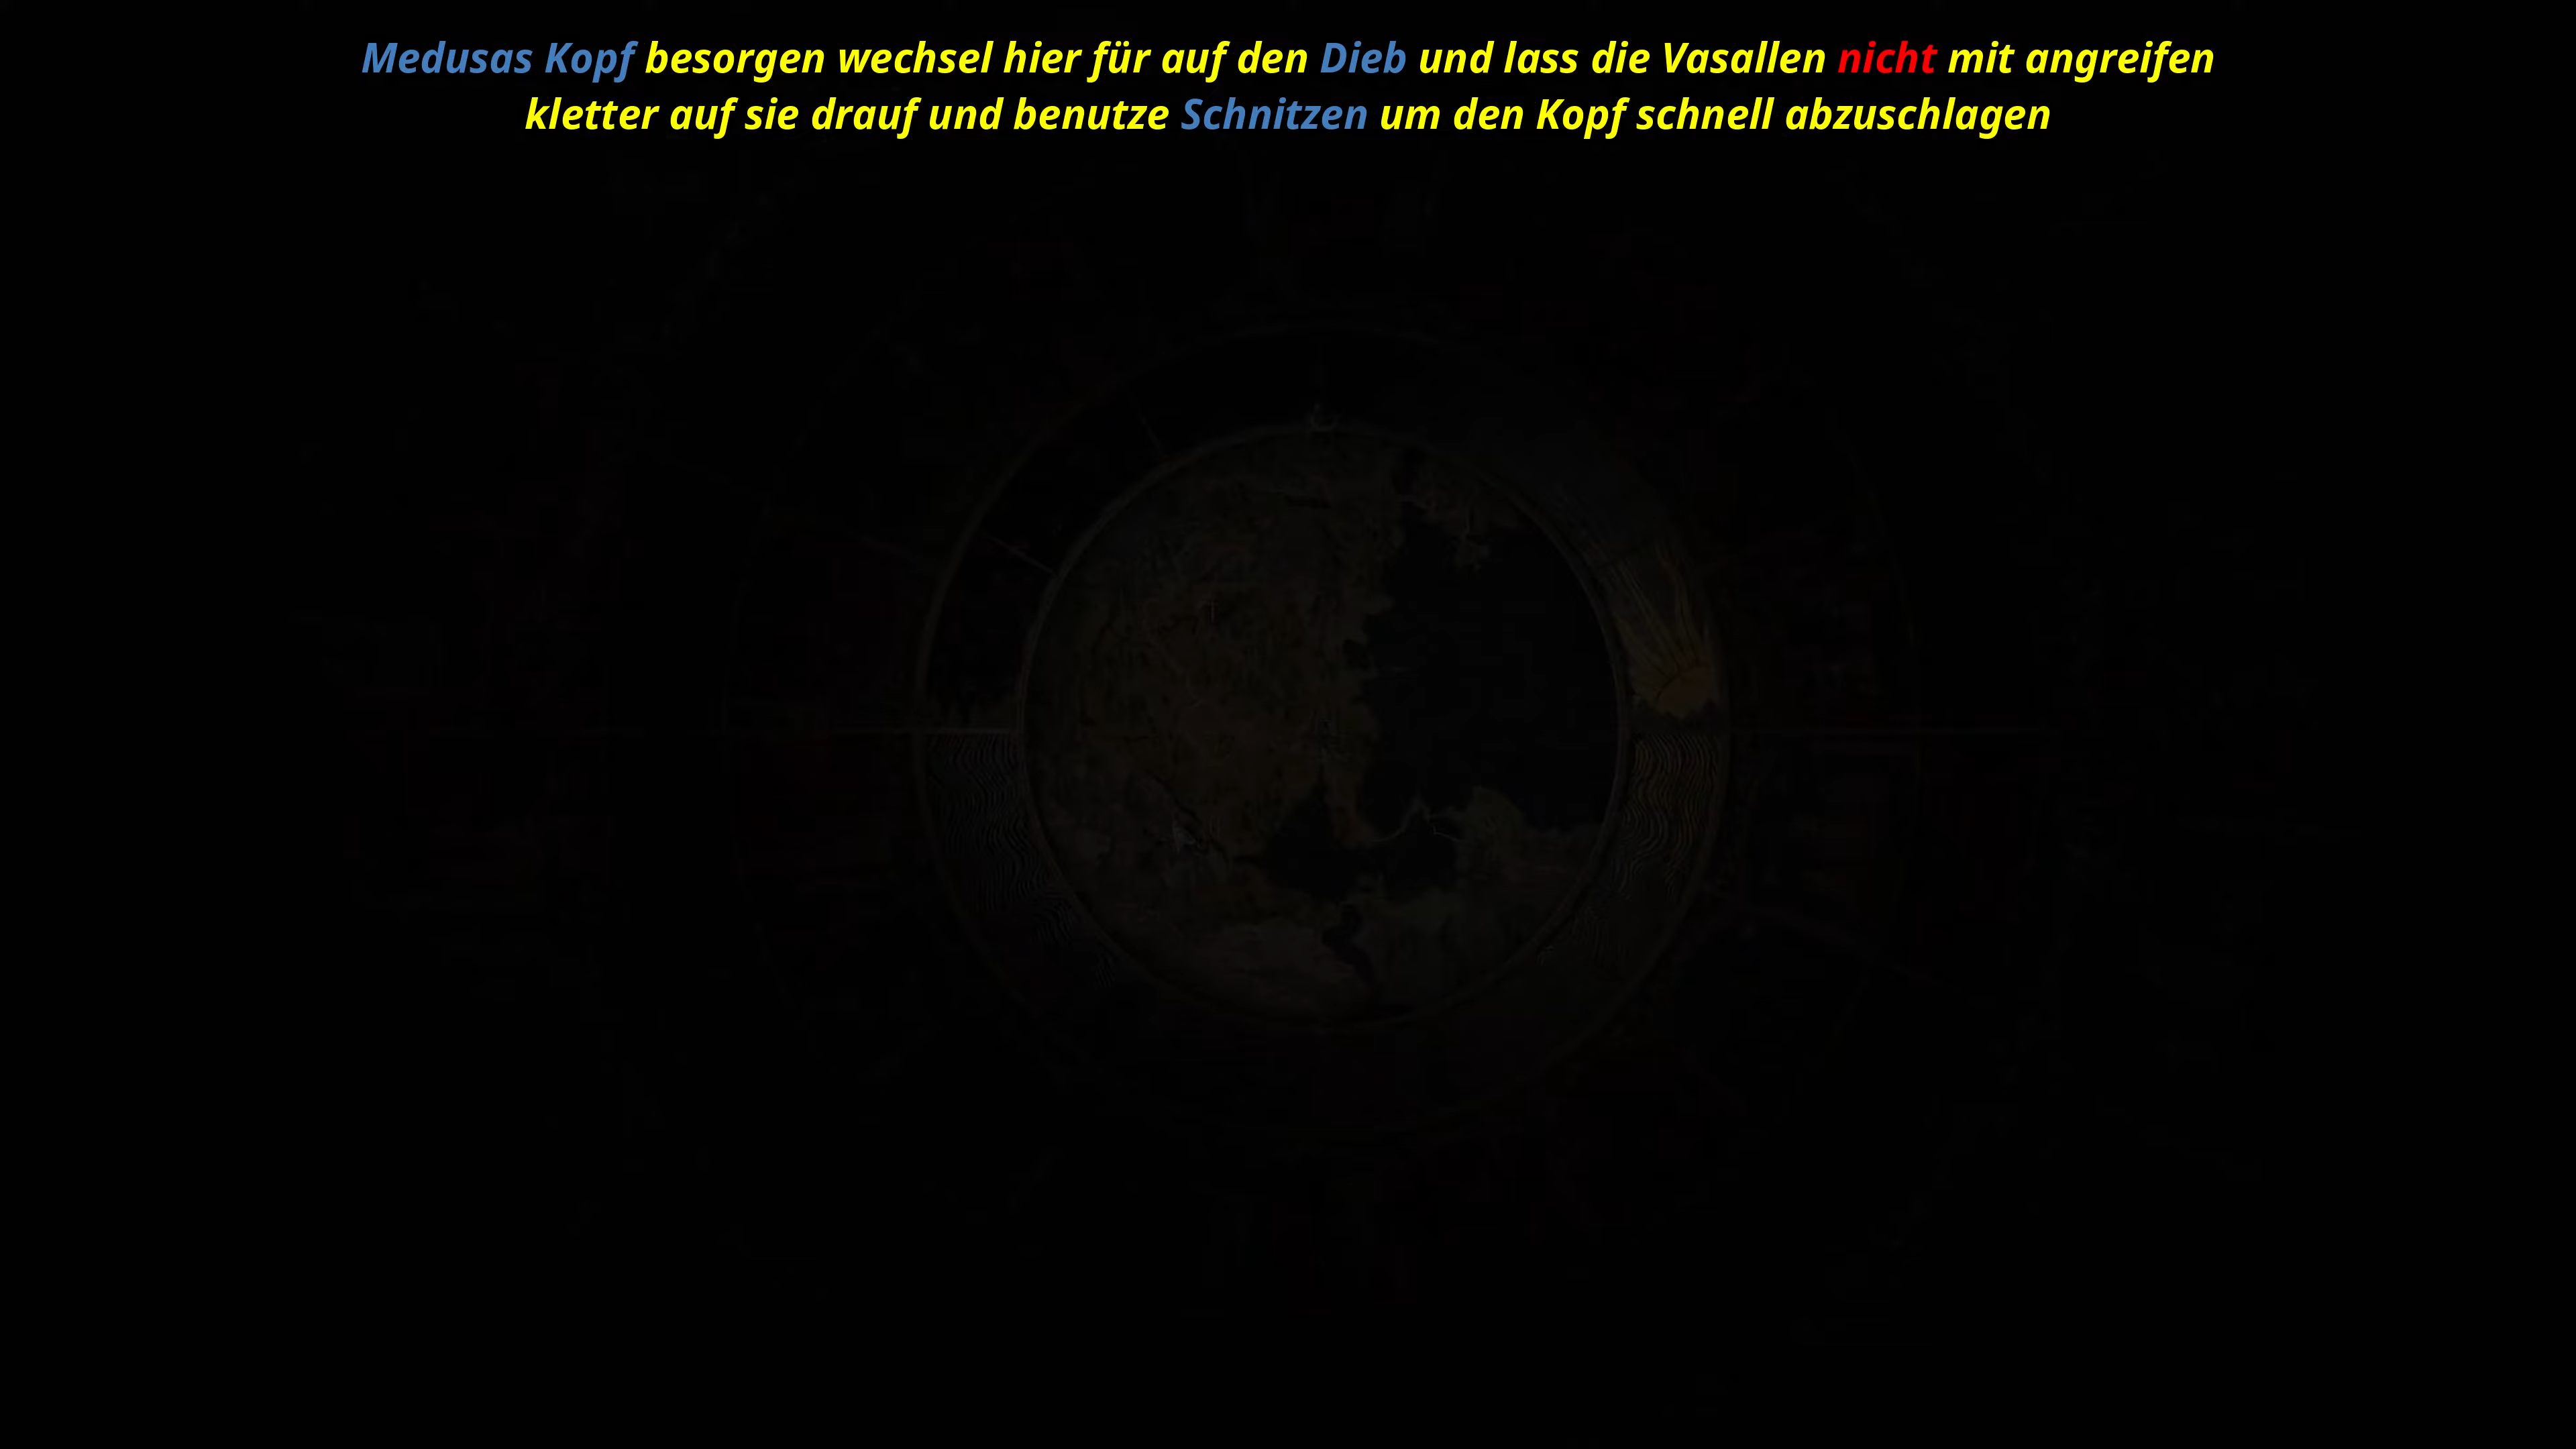 Medusas Kopf besorgen wechsel hier für auf den Dieb und lass die Vasallen nicht mit angreifen
kletter auf sie drauf und benutze Schnitzen um den Kopf schnell abzuschlagen